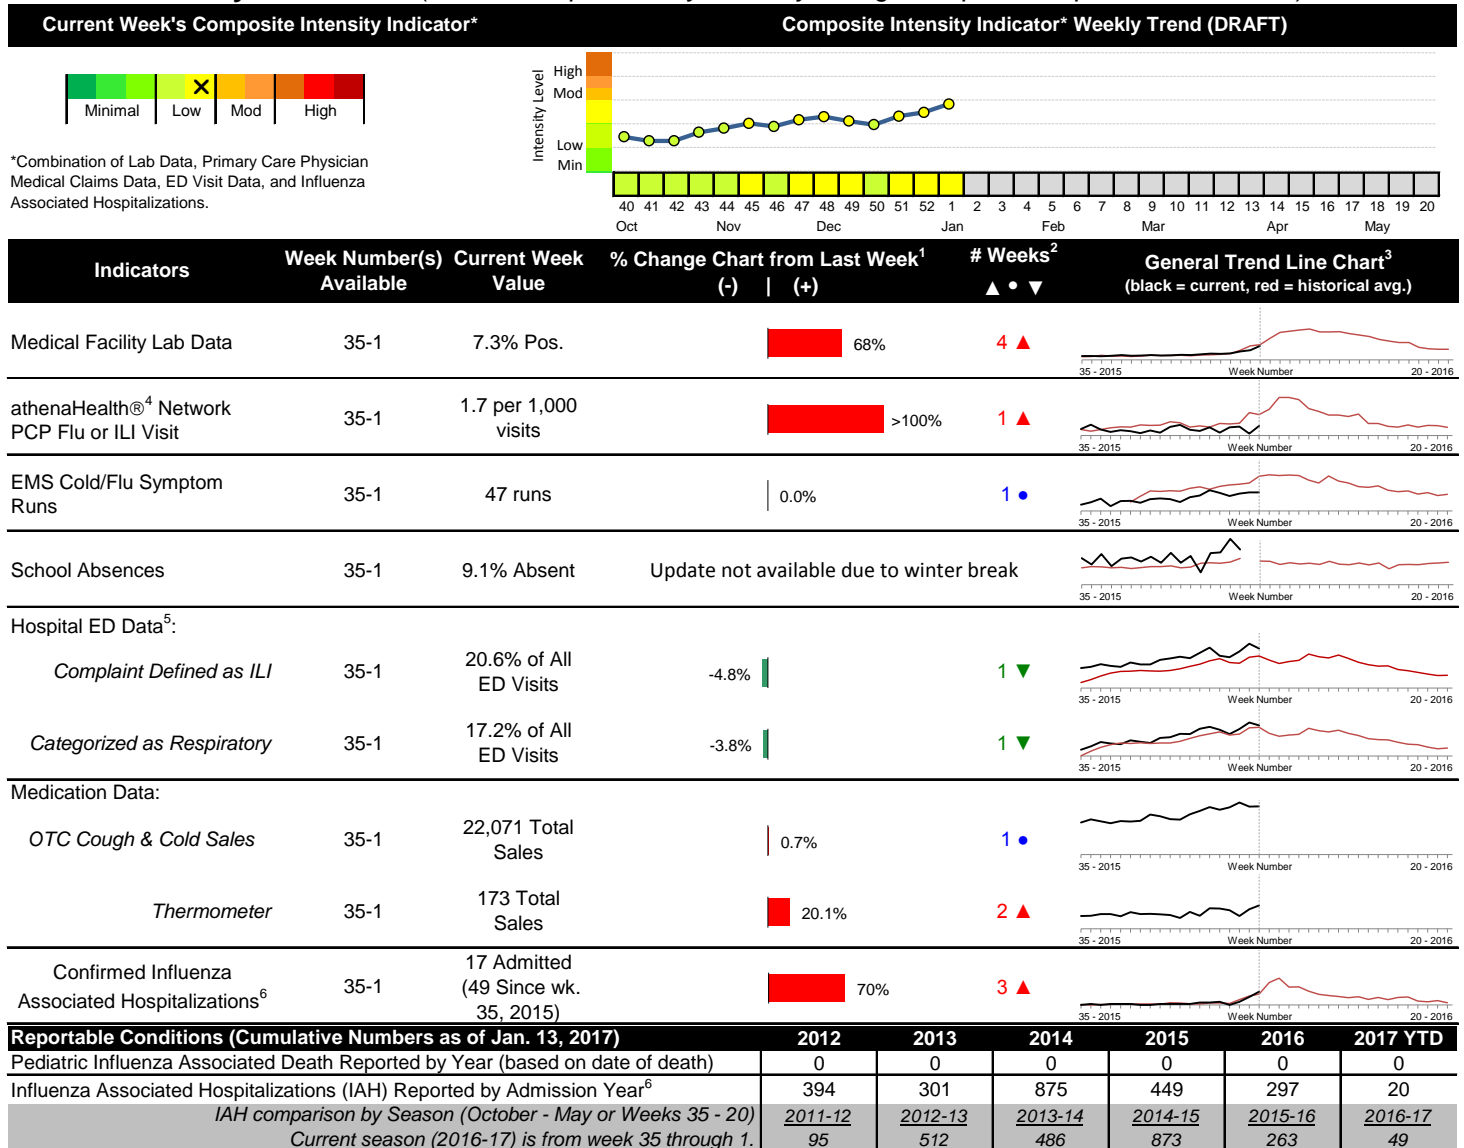 Current Week's Composite Intensity Indicator*
Composite Intensity Indicator* Weekly Trend (DRAFT)
Minimal Low Mod High
*Combination of Lab Data, Primary Care Physician
Medical Claims Data, ED Visit Data, and Influenza
Associated Hospitalizations.
Intensity Level
High
Mod
Low
Min
40 41 42 43 44 45 46 47 48 49 50 51 52 1 2 3 4 5 6 7 8 9 10 11 12 13 14 15 16 17 18 19 20
Oct Nov Dec Jan Feb Mar Apr May
Indicators
Week Number(s)
Available
Current Week
Value
% Change Chart from Last Week1
(-) | (+)
# Weeks2
▲ ● ▼
General Trend Line Chart3
(black = current, red = historical avg.)
Medical Facility Lab Data 35-1 7.3% Pos. 68% 4 ▲
35 - 2015 Week Number 20 - 2016
athenaHealth®4 Network
PCP Flu or ILI Visit
35-1
1.7 per 1,000
visits
>100% 1 ▲
35 - 2015 Week Number 20 - 2016
EMS Cold/Flu Symptom
Runs
35-1 47 runs 0.0% 1 ●
35 - 2015 Week Number 20 - 2016
School Absences 35-1 9.1% Absent Update not available due to winter break
35 - 2015 Week Number 20 - 2016
Hospital ED Data5:
Complaint Defined as ILI 35-1
20.6% of All
ED Visits
-4.8% 1 ▼
35 - 2015 Week Number 20 - 2016
Categorized as Respiratory 35-1
17.2% of All
ED Visits
-3.8% 1 ▼
35 - 2015 Week Number 20 - 2016
Medication Data:
OTC Cough & Cold Sales 35-1
22,071 Total
Sales
0.7% 1 ●
35 - 2015 Week Number 20 - 2016
Thermometer 35-1
173 Total
Sales
20.1% 2 ▲
35 - 2015 Week Number 20 - 2016
Confirmed Influenza
Associated Hospitalizations6
35-1
17 Admitted
(49 Since wk.
35, 2015)
70% 3 ▲
35 - 2015 Week Number 20 - 2016
Reportable Conditions (Cumulative Numbers as of Jan. 13, 2017) 2012 2013 2014 2015 2016 2017 YTD
Pediatric Influenza Associated Death Reported by Year (based on date of death) 0 0 0 0 0 0
Influenza Associated Hospitalizations (IAH) Reported by Admission Year6 394 301 875 449 297 20
IAH comparison by Season (October - May or Weeks 35 - 20) 2011-12 2012-13 2013-14 2014-15 2015-16 2016-17
Current season (2016-17) is from week 35 through 1. 95 512 486 873 263 49